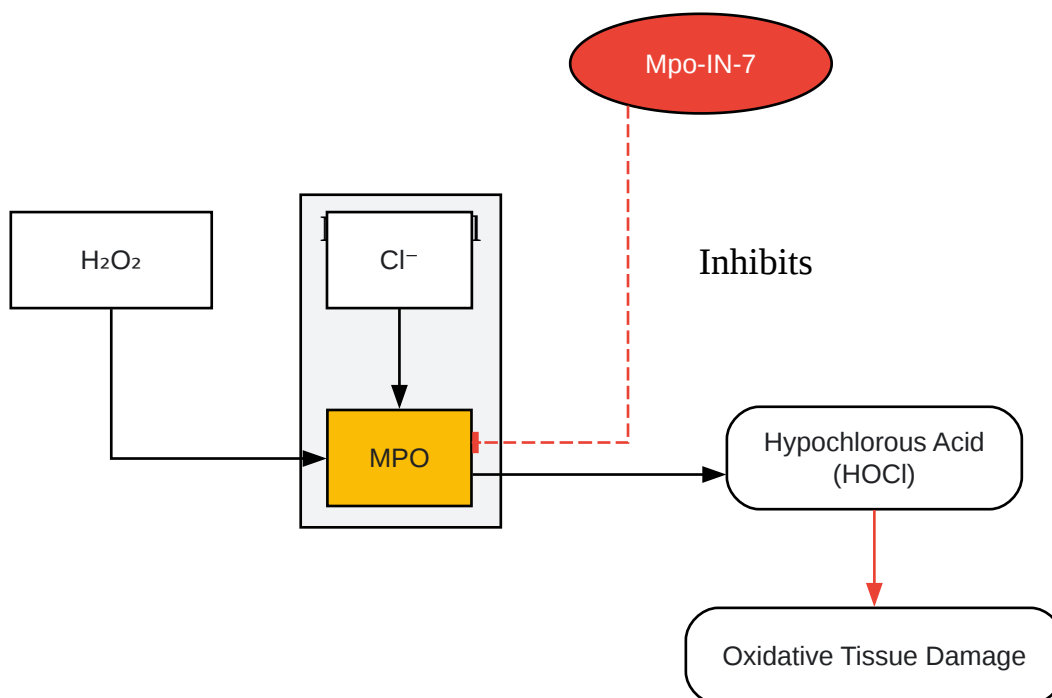 Mpo-IN-7
H₂O₂
Cl⁻
Inhibits
MPO
Hypochlorous Acid
(HOCl)
Oxidative Tissue Damage